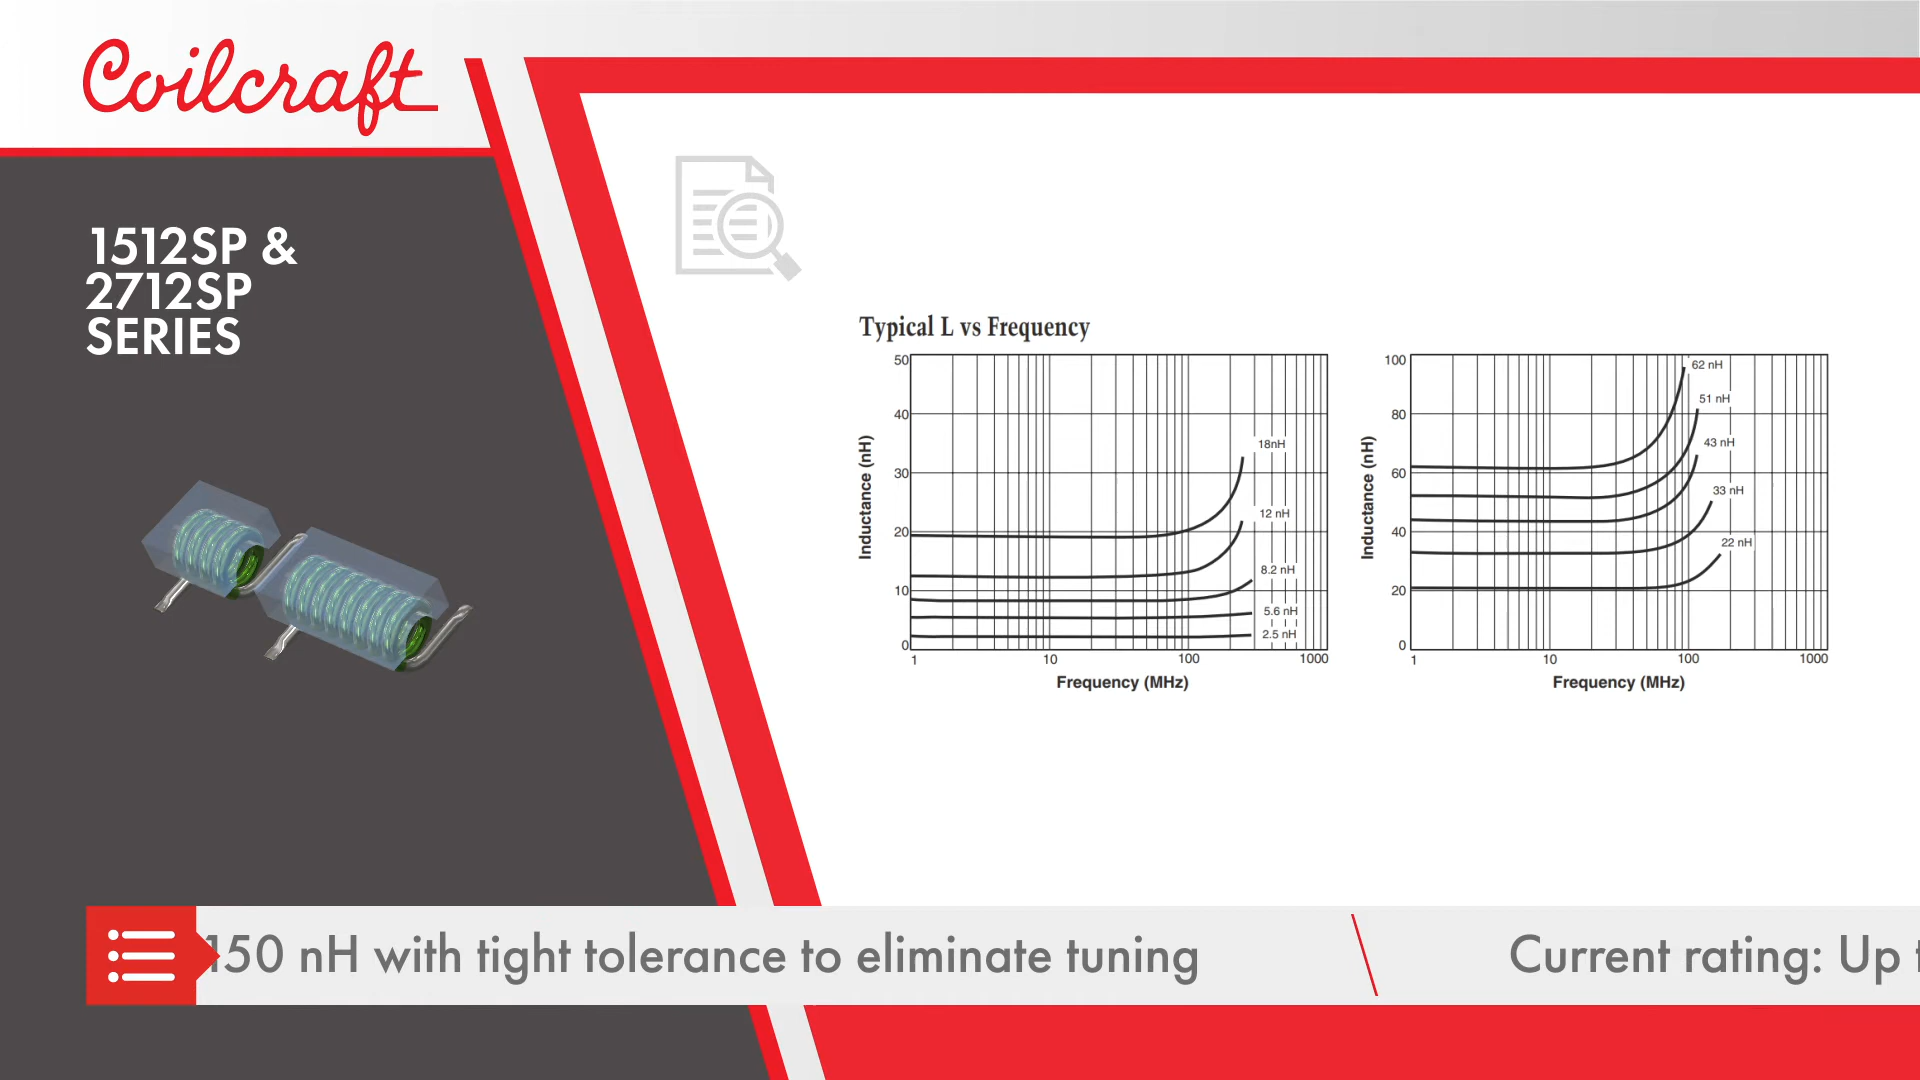 Coilcraft
1512SP &
2712SP
SERIES
Typical L vs Frequency
Inductance (nH)
50
40
30
20
10
0
18nH
12 nH
8.2 nH
5.6 nH
2.5 nH
1 10 100 1000
Frequency (MHz)
Inductance (nH)
100
80
60
40
20
0
62 nH
51 nH
43 nH
33 nH
22 nH
1 10 100 1000
Frequency (MHz)
150 nH with tight tolerance to eliminate tuning
Current rating: Up